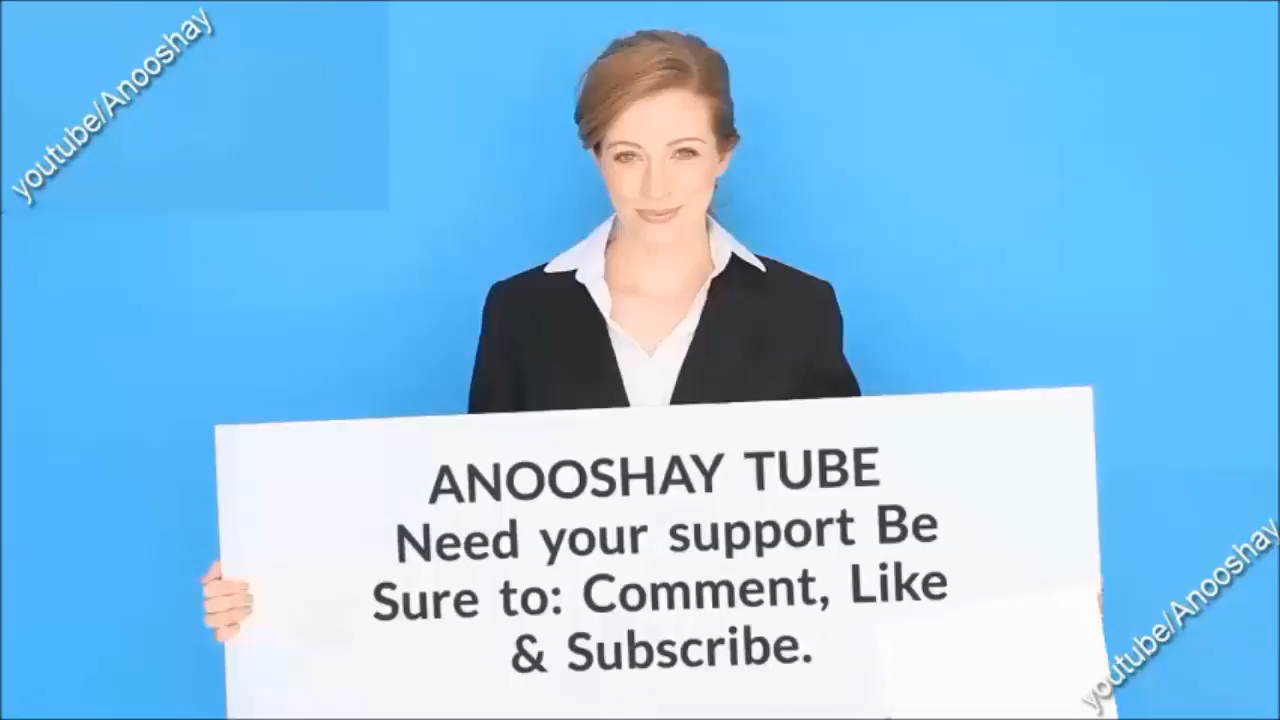 youtube/Anooshay
ANOOSHAY TUBE
Need your support Be
Sure to: Comment, Like
& Subscribe.
youtube/Anooshay